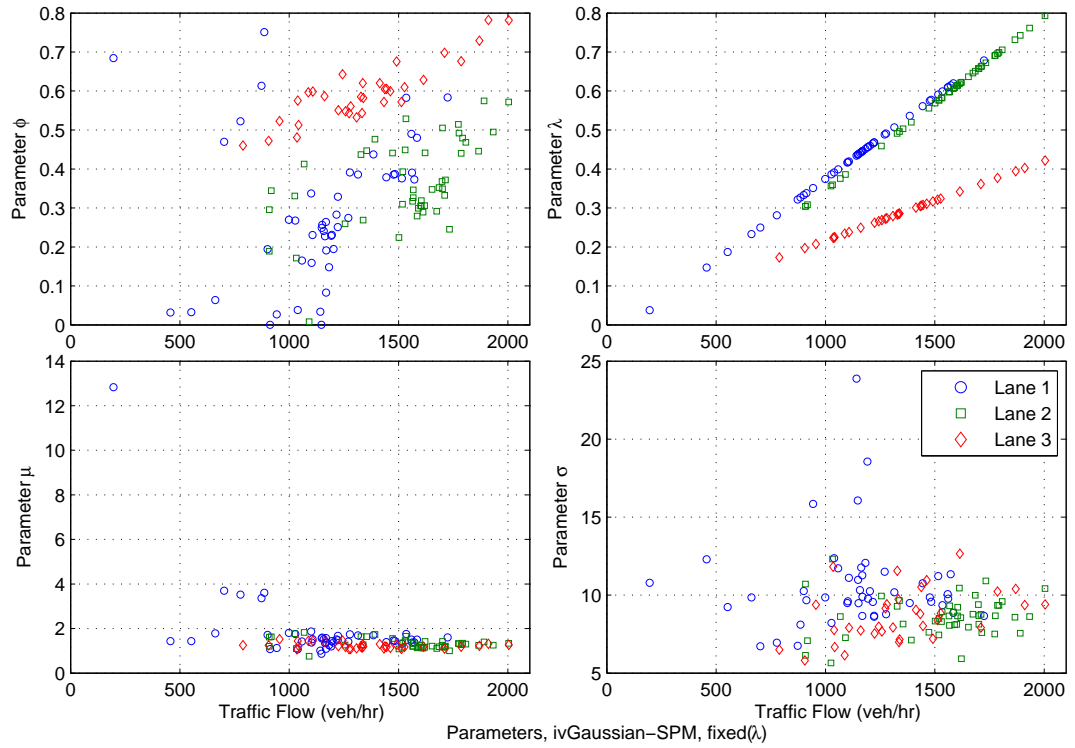 0.8
0.7
0.6
0.5
0.4
0.3
0.2
0.1
0
Parameter ϕ
0 500 1000 1500 2000
0.8
0.7
0.6
0.5
0.4
0.3
0.2
0.1
0
Parameter λ
0 500 1000 1500 2000
14
12
10
8
6
4
2
0
Parameter μ
0 500 1000 1500 2000
Traffic Flow (veh/hr)
25
20
15
10
5
Parameter σ
Lane 1
Lane 2
Lane 3
0 500 1000 1500 2000
Traffic Flow (veh/hr)
Parameters, ivGaussian−SPM, fixed(λ)